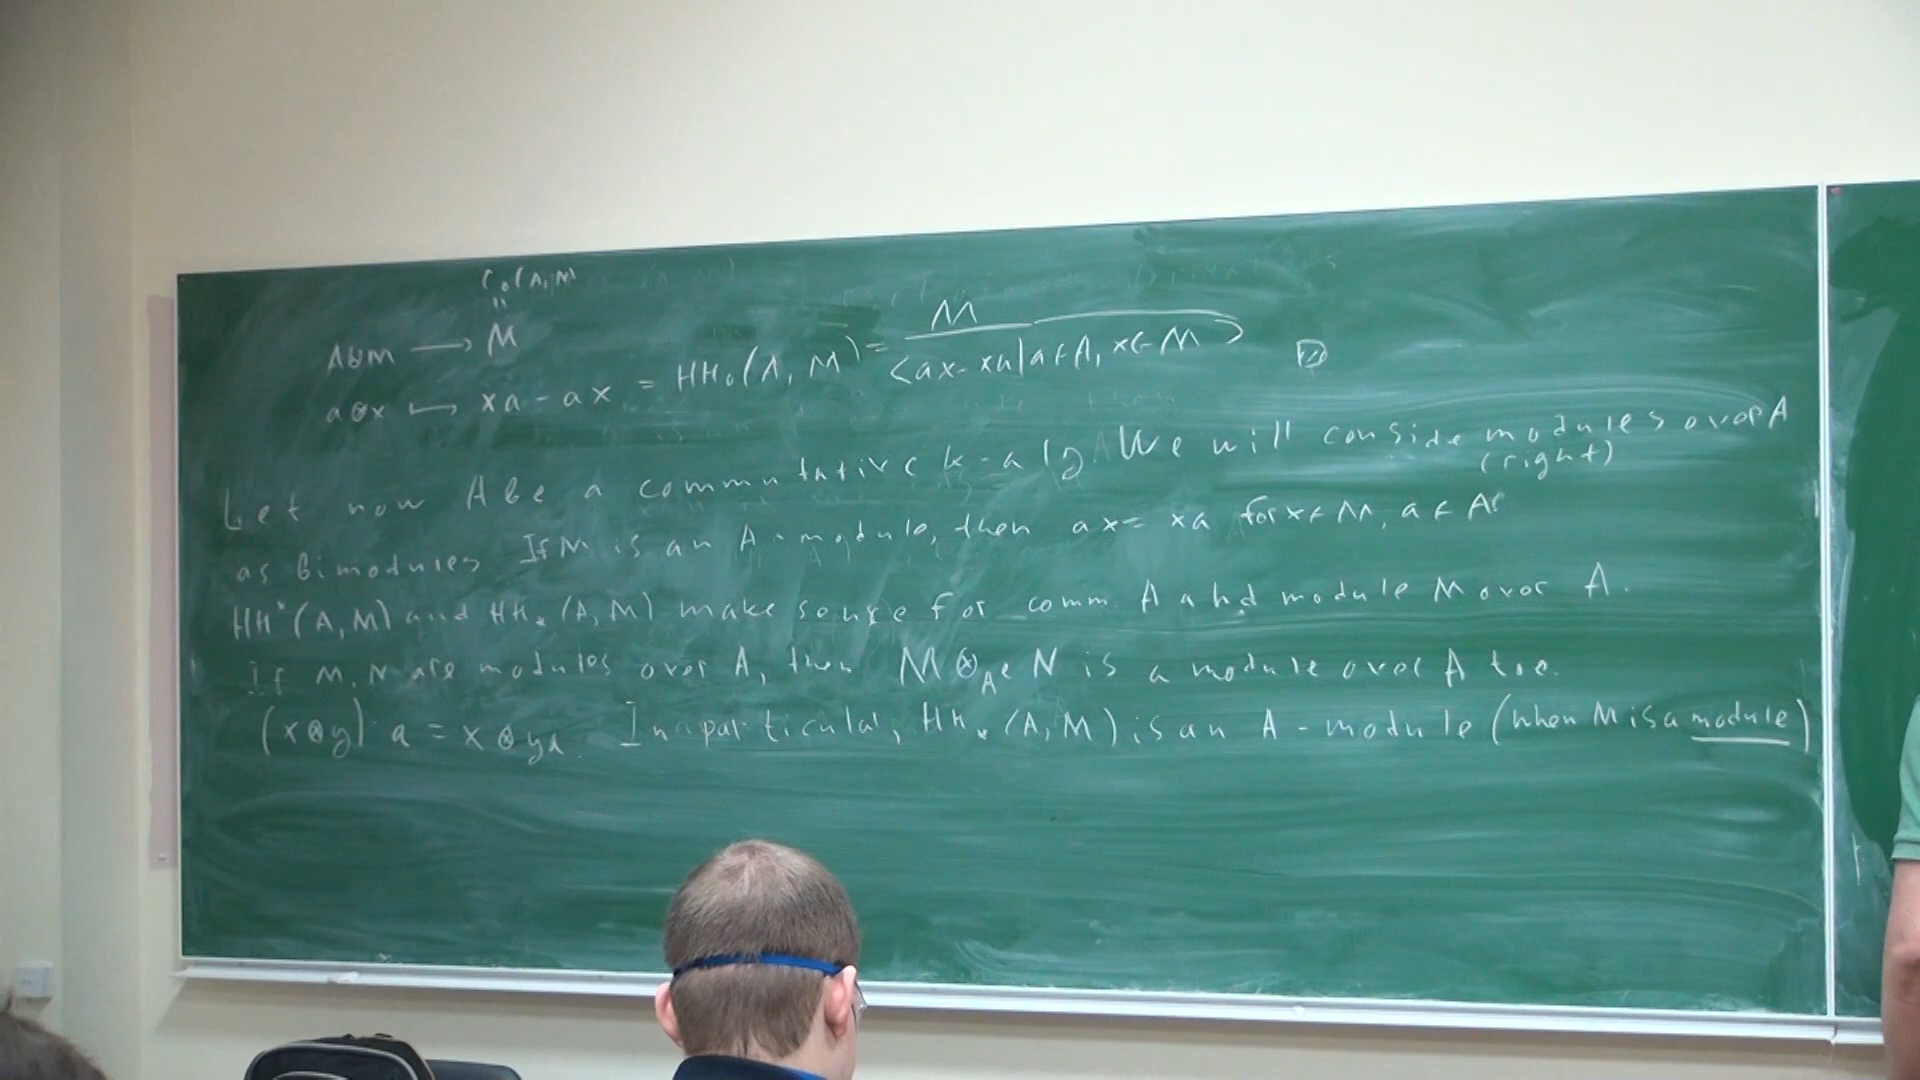 C₀(A,M)
=
A⊗M → M
a⊗x ↦ xa - ax = HH₀(A, M) = M / <ax-xa|a∈A, x∈M>
Let now A be a commutative k-alg. We will conside modules over A
(right)
as bimodules. If M is an A-module, then ax = xa for x∈M, a∈A
HH*(A,M) and HH*(A,M) make sense for comm. A and module M over A.
If M, N are modules over A, then M⊗_{A^e} N is a module over A too.
(x⊗y)·a = x⊗ya. In particular, HH*(A,M) is an A-module (when M is a module)